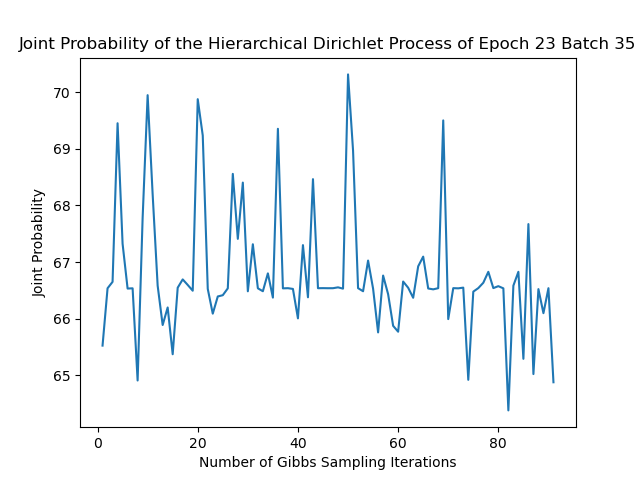 Joint Probability of the Hierarchical Dirichlet Process of Epoch 23 Batch 35
70
69
68
67
66
65
Joint Probability
0 20 40 60 80
Number of Gibbs Sampling Iterations